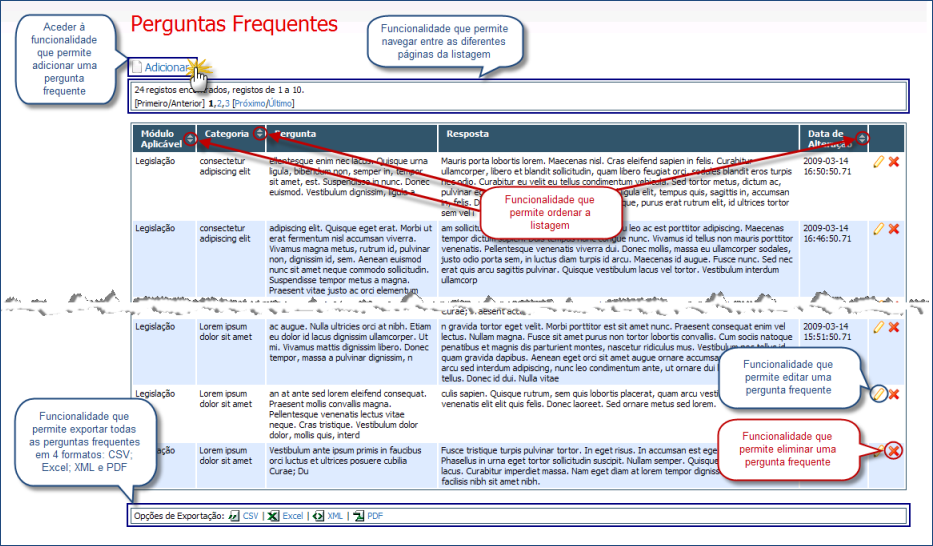 Perguntas Frequentes
Aceder á
funcionalidade
que permite
adicionar uma
pergunta
frequente
Funcionalidade que permite
navegar entre as diferentes
páginas da listagem
Adicionar
24 registos encontrados, registos de 1 a 10.
[Primeiro/Anterior] 1,2,3 [Próximo/Último]
Módulo
Aplicável
Categoria
Pergunta
Resposta
Data de
Alteração
Legislação
consectetur
adipiscing elit
ellentesque enim nec lacus. Quisque urna
ligula, bibendum non, semper in, tempor
sit amet, est. Suspendisse in nunc. Donec
euismod. Vestibulum dignissim, ligula a
Mauris porta lobortis lorem. Maecenas nisl. Cras eleifend sapien in felis. Curabitur
ullamcorper, libero et blandit sollicitudin, quam libero feugiat orci, sodales blandit eros turpis
nec odio. Curabitur eu velit eu tellus condimentum vehicula. Sed tortor metus, dictum ac,
pulvinar eg
ligula elit, tempus quis, sagittis in, accumsan
in, felis. D
que, purus erat rutrum elit, id ultrices tortor
sem vel i
2009-03-14
16:50:50.71
Funcionalidade que
permite ordenar a
listagem
Legislação
consectetur
adipiscing elit
adipiscing elit. Quisque eget erat. Morbi ut
erat fermentum nisl accumsan viverra.
Vivamus magna metus, rutrum id, pulvinar
non, dignissim id, sem. Aenean euismod
nunc sit amet neque commodo sollicitudin.
Suspendisse tempor metus a magna.
Praesent vitae justo ac orci elementum
am sollicitu
u leo ac est porttitor adipiscing. Maecenas
tempor dictum
congue nunc. Vivamus id tellus non mauris porttitor
venenatis. Pellentesque venenatis viverra dui. Donec mollis, massa eu ullamcorper sodales,
justo odio porta sem, in luctus diam turpis id arcu. Maecenas id augue. Fusce nunc. Sed nec
erat quis arcu sagittis pulvinar. Quisque vestibulum lacus vel tortor. Vestibulum interdum
ullamcorp
2009-03-14
16:46:50.71
Curae; Praesent acc
Legislação
Lorem ipsum
dolor sit amet
ac augue. Nulla ultricies orci at nibh. Etiam
eu dolor id lacus dignissim ullamcorper. Ut
mi. Vivamus mattis dignissim libero. Donec
tempor, massa a pulvinar dignissim, n
n gravida tortor eget velit. Morbi porttitor est sit amet nunc. Praesent consequat enim vel
lectus. Nullam magna. Fusce sit amet purus non tortor lobortis convallis. Cum sociis natoque
penatibus et magnis dis parturient montes, nascetur ridiculus mus. Vestibulum
quam gravida dapibus. Aenean eget orci sit amet augue ornare accumsa
arcu sed interdum adipiscing, nunc leo condimentum ante, ut ornare dui l
tellus. Donec id dui. Nulla vitae
2009-03-14
15:51:50.71
Funcionalidade que
permite editar uma
pergunta frequente
Legislação
Lorem ipsum
dolor sit amet
an at ante sed lorem eleifend consequat.
Praesent mollis convallis magna.
Pellentesque venenatis lectus vitae
neque. Cras tristique. Vestibulum dolor
dolor, mollis quis, interd
culis sapien. Quisque rutrum, sem quis lobortis placerat, quam arcu vesti
venenatis elit elit quis felis. Donec laoreet. Sed ornare metus sed lorem.
Funcionalidade que
permite exportar todas
as perguntas frequentes
em 4 formatos: CSV;
Excel; XML e PDF
Legislação
Lorem ipsum
dolor sit amet
Vestibulum ante ipsum primis in faucibus
orci luctus et ultrices posuere cubilia
Curae; Du
Fusce tristique turpis pulvinar tortor. In eget risus. In accumsan est ege
Phasellus in urna eget tortor sollicitudin suscipit. Nullam semper. Quisque
lacus. Curabitur imperdiet massa. Nam eget diam at lorem tempor digniss
facilisis nibh sit amet nibh.
Funcionalidade que
permite eliminar uma
pergunta frequente
Opções de Exportação: CSV | Excel | XML | PDF